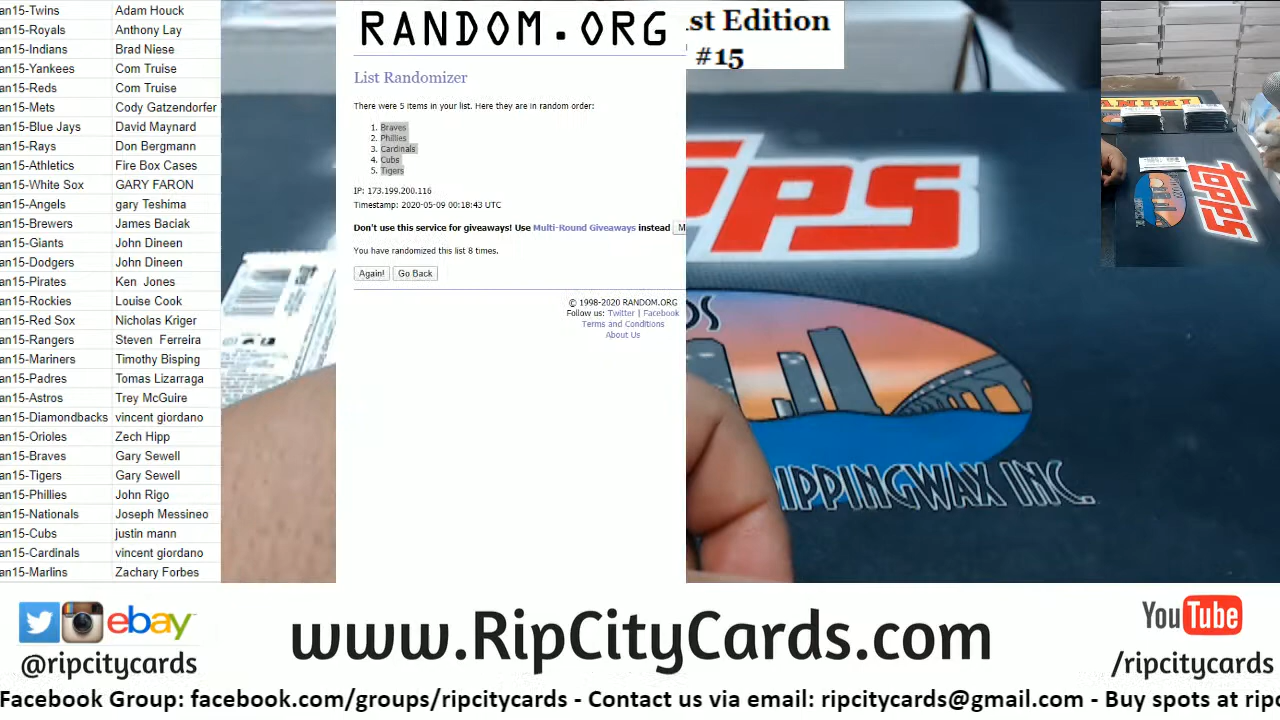 an15-Twins Adam Houck
an15-Royals Anthony Lay
an15-Indians Brad Niese
an15-Yankees Com Truise
an15-Reds Com Truise
an15-Mets Cody Gatzendorfer
an15-Blue Jays David Maynard
an15-Rays Don Bergmann
an15-Athletics Fire Box Cases
an15-White Sox GARY FARON
an15-Angels gary Teshima
an15-Brewers James Baciak
an15-Giants John Dineen
an15-Dodgers John Dineen
an15-Pirates Ken Jones
an15-Rockies Louise Cook
an15-Red Sox Nicholas Kriger
an15-Rangers Steven Ferreira
an15-Mariners Timothy Bisping
an15-Padres Tomas Lizarraga
an15-Astros Trey McGuire
an15-Diamondbacks vincent giordano
an15-Orioles Zech Hipp
an15-Braves Gary Sewell
an15-Tigers Gary Sewell
an15-Phillies John Rigo
an15-Nationals Joseph Messineo
an15-Cubs justin mann
an15-Cardinals vincent giordano
an15-Marlins Zachary Forbes
RANDOM.ORG
List Randomizer
There were 5 items in your list. Here they are in random order:
1. Braves
2. Phillies
3. Cardinals
4. Cubs
5. Tigers
IP: 173.199.200.116
Timestamp: 2020-05-09 00:18:43 UTC
Don't use this service for giveaways! Use Multi-Round Giveaways instead M
You have randomized this list 8 times.
Again! Go Back
© 1998-2020 RANDOM.ORG
Follow us: Twitter | Facebook
Terms and Conditions
About Us
st Edition
#15
pps
DS
IPPINGWAX INC.
ANINI
topps
ebay
@ripcitycards
www.RipCityCards.com
YouTube
/ripcitycards
Facebook Group: facebook.com/groups/ripcitycards - Contact us via email: ripcitycards@gmail.com - Buy spots at ripc